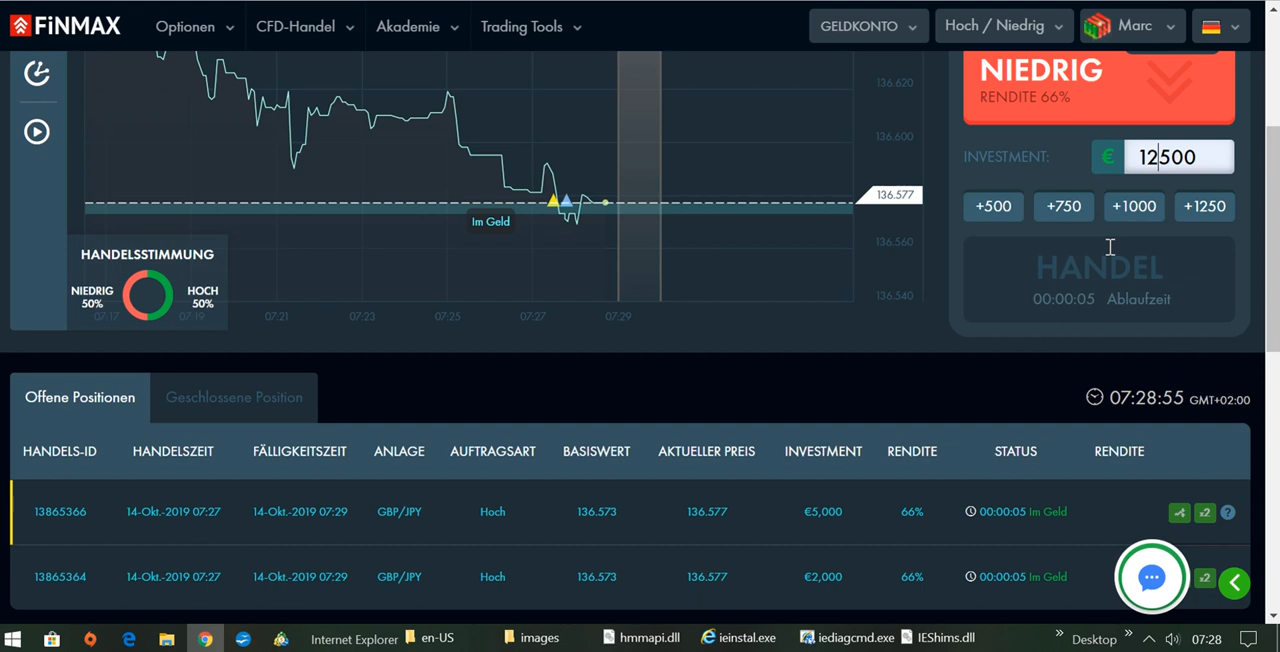 FiNMAX
Optionen
CFD-Handel
Akademie
Trading Tools
GELDKONTO
Hoch / Niedrig
Marc
136.620
136.600
136.577
136.560
136.540
Im Geld
HANDELSSTIMMUNG
NIEDRIG
50%
HOCH
50%
07:17
07:19
07:21
07:23
07:25
07:27
07:29
NIEDRIG
RENDITE 66%
INVESTMENT:
€
12500
+500
+750
+1000
+1250
HANDEL
00:00:05 Ablaufzeit
Offene Positionen
Geschlossene Position
07:28:55 GMT+02:00
HANDELS-ID HANDELSZEIT FÄLLIGKEITSZEIT ANLAGE AUFTRAGSART BASISWERT AKTUELLER PREIS INVESTMENT RENDITE STATUS RENDITE
13865366 14-Okt.-2019 07:27 14-Okt.-2019 07:29 GBP/JPY Hoch 136.573 136.577 €5,000 66% 00:00:05 Im Geld x2 ?
13865364 14-Okt.-2019 07:27 14-Okt.-2019 07:29 GBP/JPY Hoch 136.573 136.577 €2,000 66% 00:00:05 Im Geld x2
Internet Explorer
en-US
images
hmmapi.dll
ieinstal.exe
iediagcmd.exe
IEShims.dll
Desktop
07:28